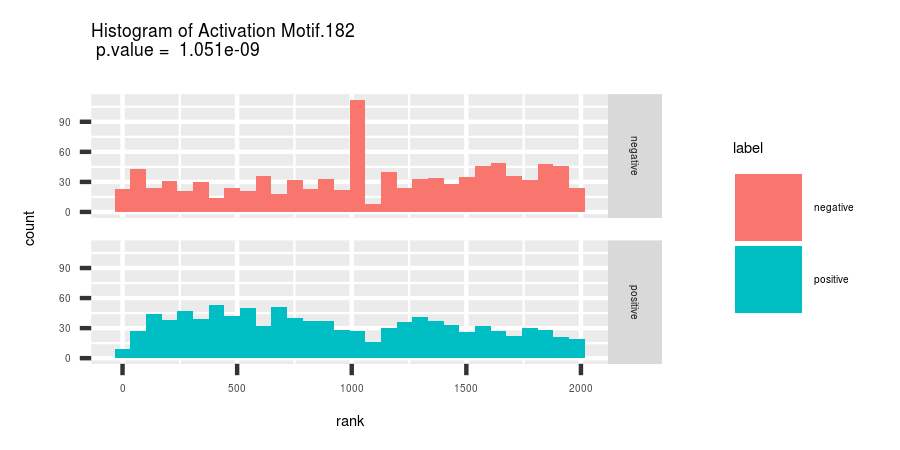 Histogram of Activation Motif.182
p.value = 1.051e-09
count
90
60
30
0
negative
90
60
30
0
positive
0 500 1000 1500 2000
rank
label
negative
positive